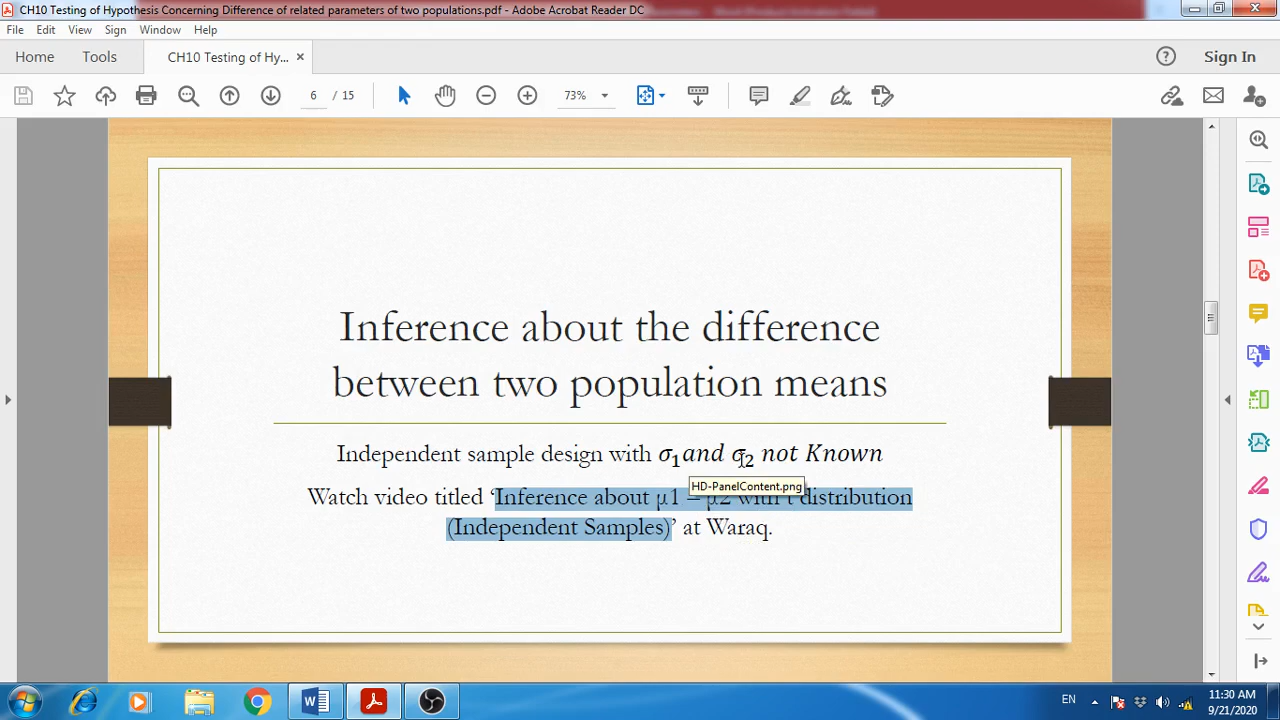 CH10 Testing of Hypothesis Concerning Difference of related parameters of two populations.pdf - Adobe Acrobat Reader DC
File Edit View Sign Window Help
Home Tools CH10 Testing of Hy... × ? Sign In
6 / 15 73%
Inference about the difference
between two population means
Independent sample design with σ₁and σ₂ not Known
HD-PanelContent.png
Watch video titled ‘Inference about μ1 – μ2 with t distribution
(Independent Samples)’ at Waraq.
EN 11:30 AM
9/21/2020